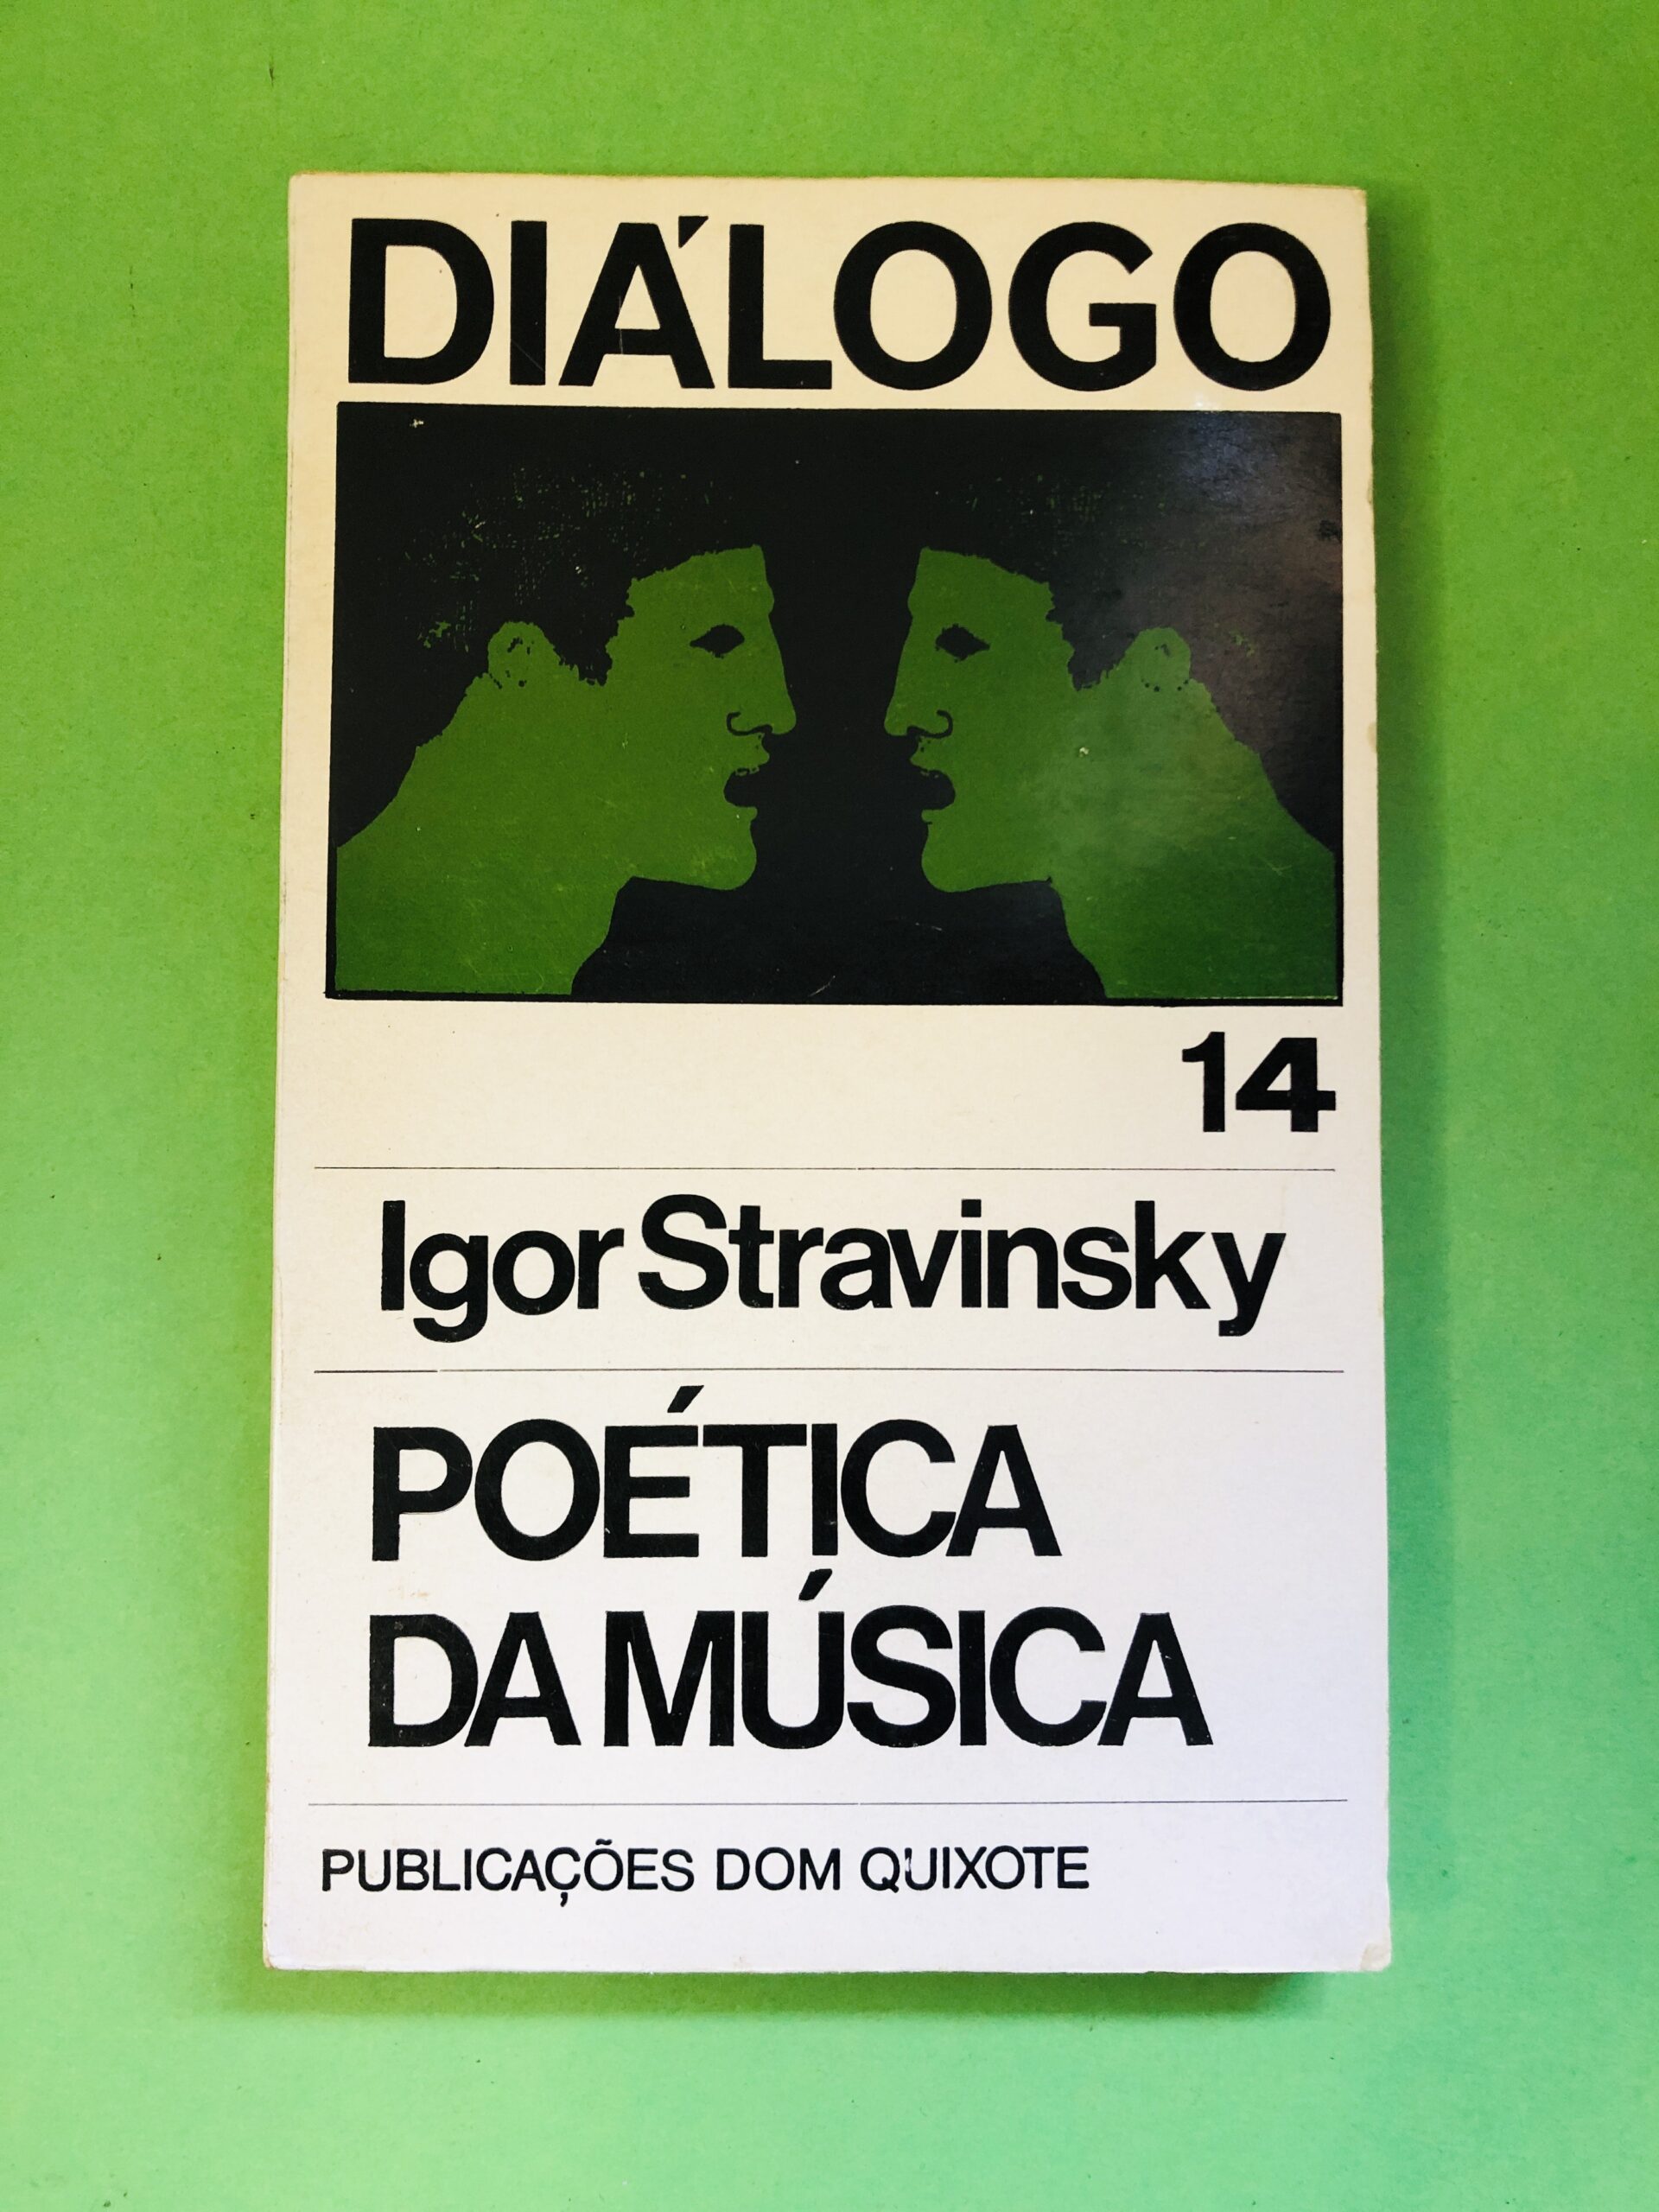 DIÁLOGO
14
Igor Stravinsky
POÉTICA
DA MÚSICA
PUBLICAÇÕES DOM QUIXOTE